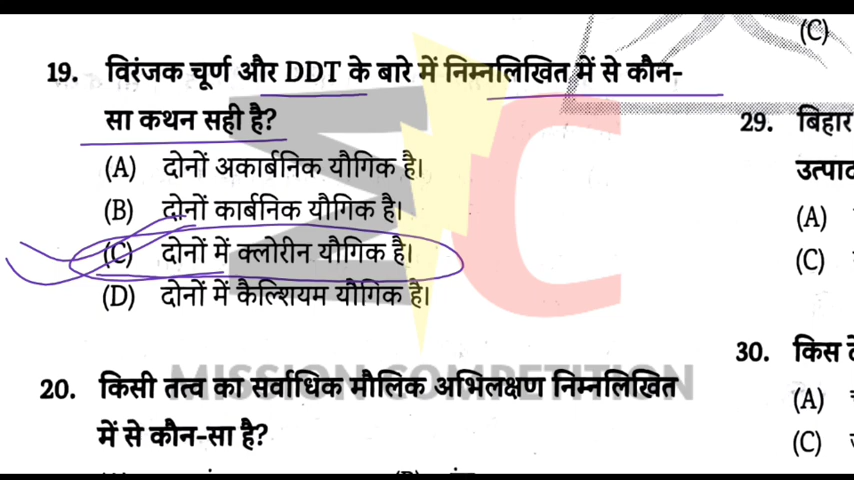 (C)
19. विरंजक चूर्ण और DDT के बारे में निम्नलिखित में से कौन-
सा कथन सही है?
(A) दोनों अकार्बनिक यौगिक है।
(B) दोनों कार्बनिक यौगिक है।
(C) दोनों में क्लोरीन यौगिक है।
(D) दोनों में कैल्शियम यौगिक है।
MISSION COMPETITION
20. किसी तत्व का सर्वाधिक मौलिक अभिलक्षण निम्नलिखित
में से कौन-सा है?
29. बिहार
(A)
(C)
30. किस
(A)
(C)